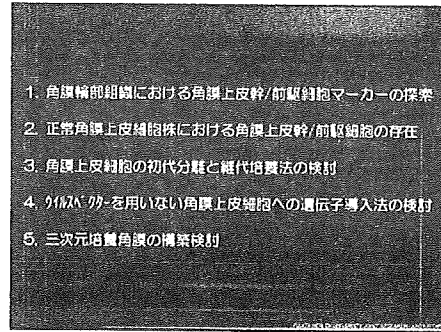 1. 角膜輪部組織における角膜上皮幹/前駆細胞マーカーの探索
2. 正常角膜上皮細胞株における角膜上皮幹/前駆細胞の存在
3. 角膜上皮細胞の初代分離と継代培養法の検討
4. ウイルスベクターを用いない角膜上皮細胞への遺伝子導入法の検討
5. 三次元培養角膜の構築検討